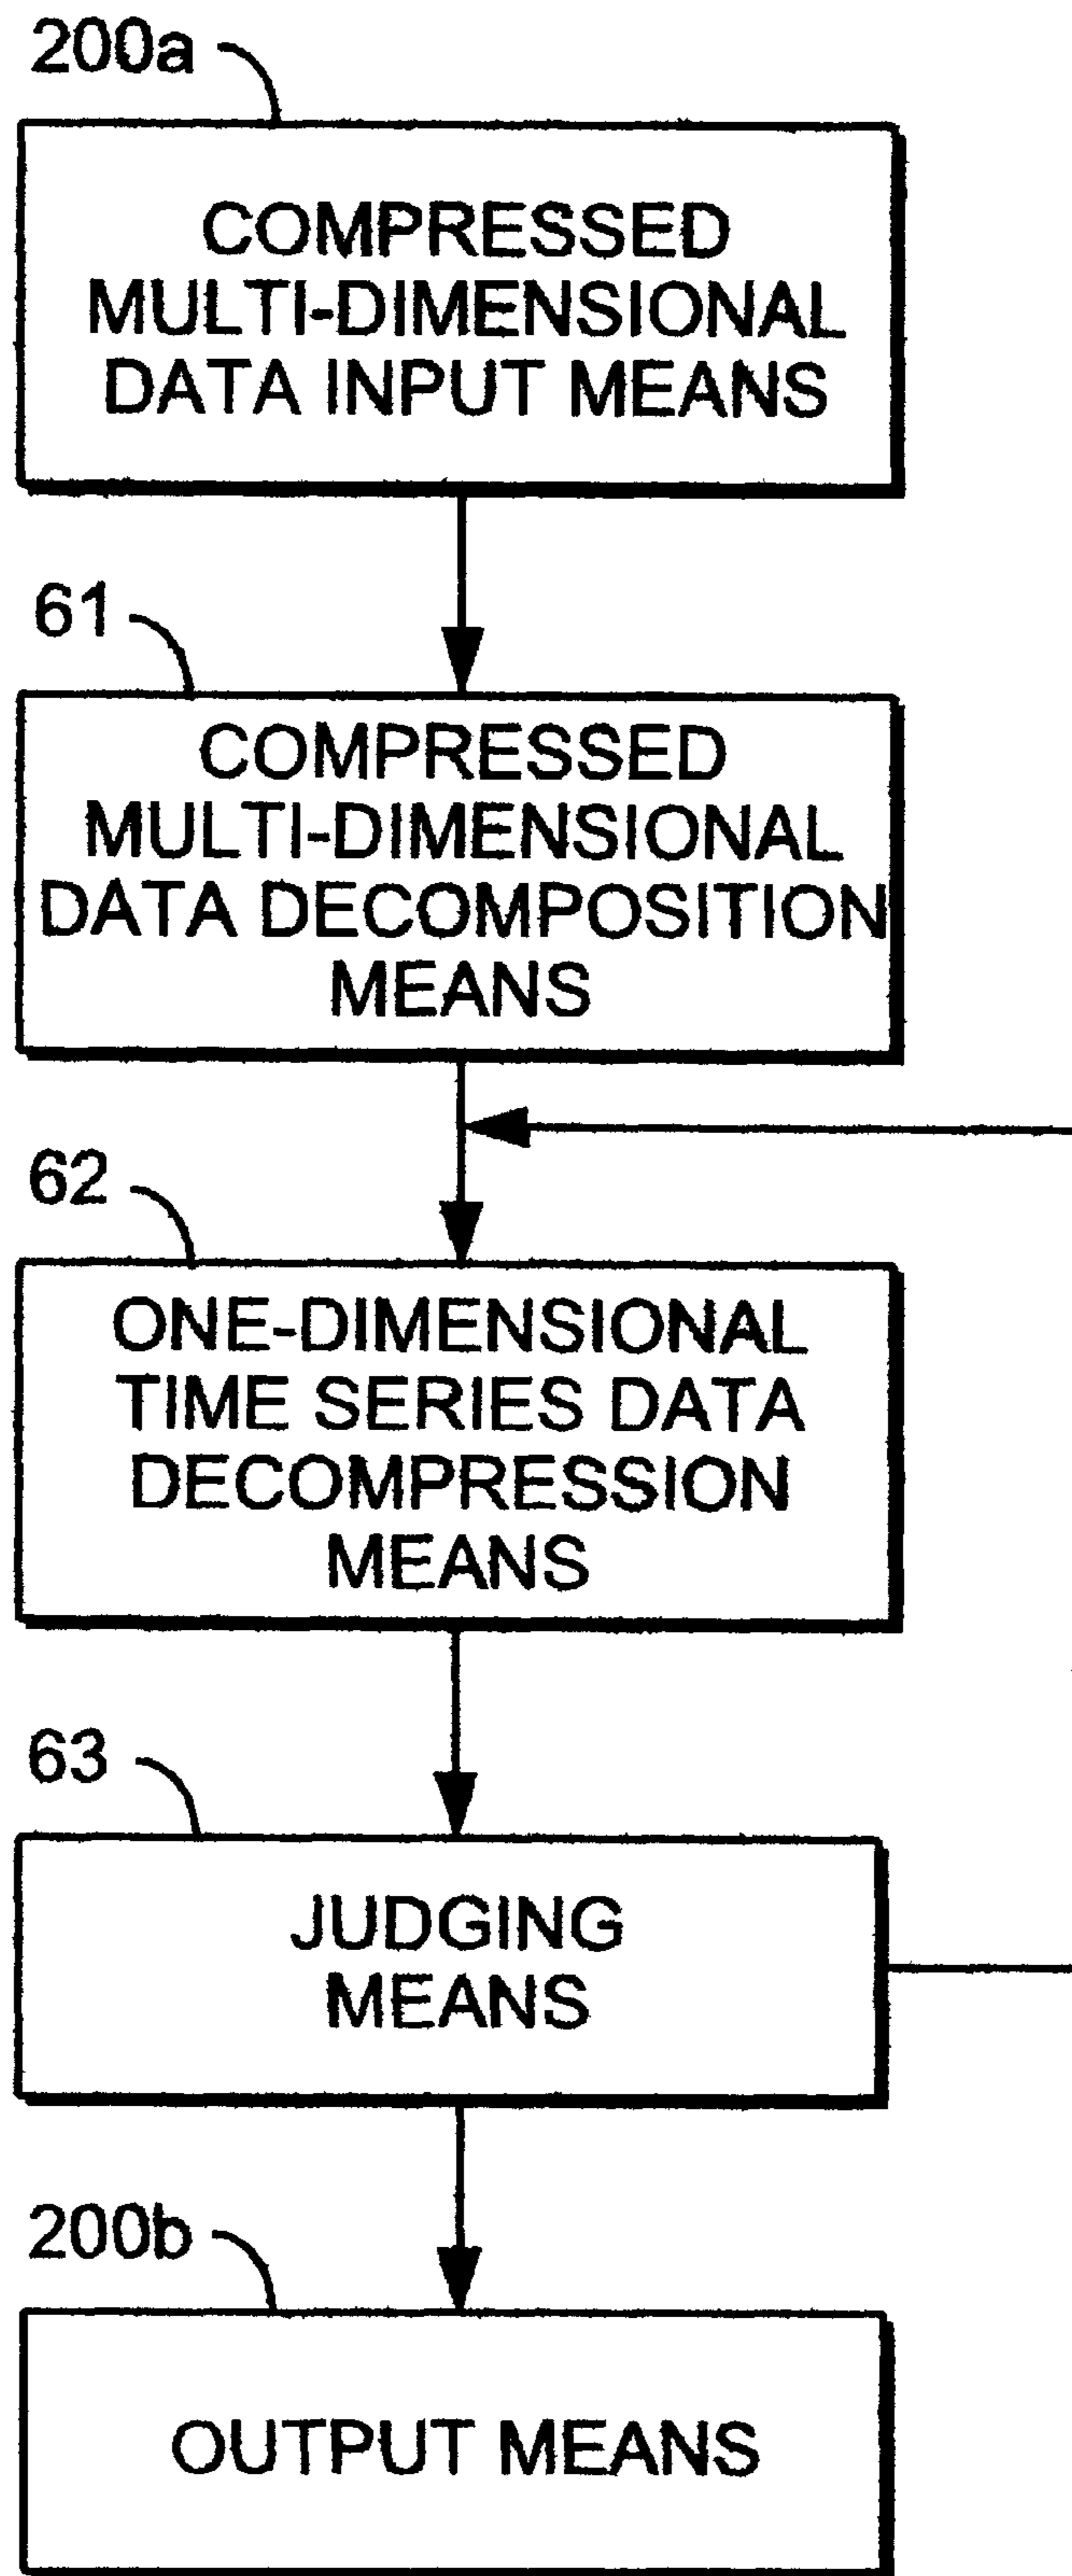 200a
COMPRESSED
MULTI-DIMENSIONAL
DATA INPUT MEANS
61
COMPRESSED
MULTI-DIMENSIONAL
DATA DECOMPOSITION
MEANS
62
ONE-DIMENSIONAL
TIME SERIES DATA
DECOMPRESSION
MEANS
63
JUDGING
MEANS
200b
OUTPUT MEANS